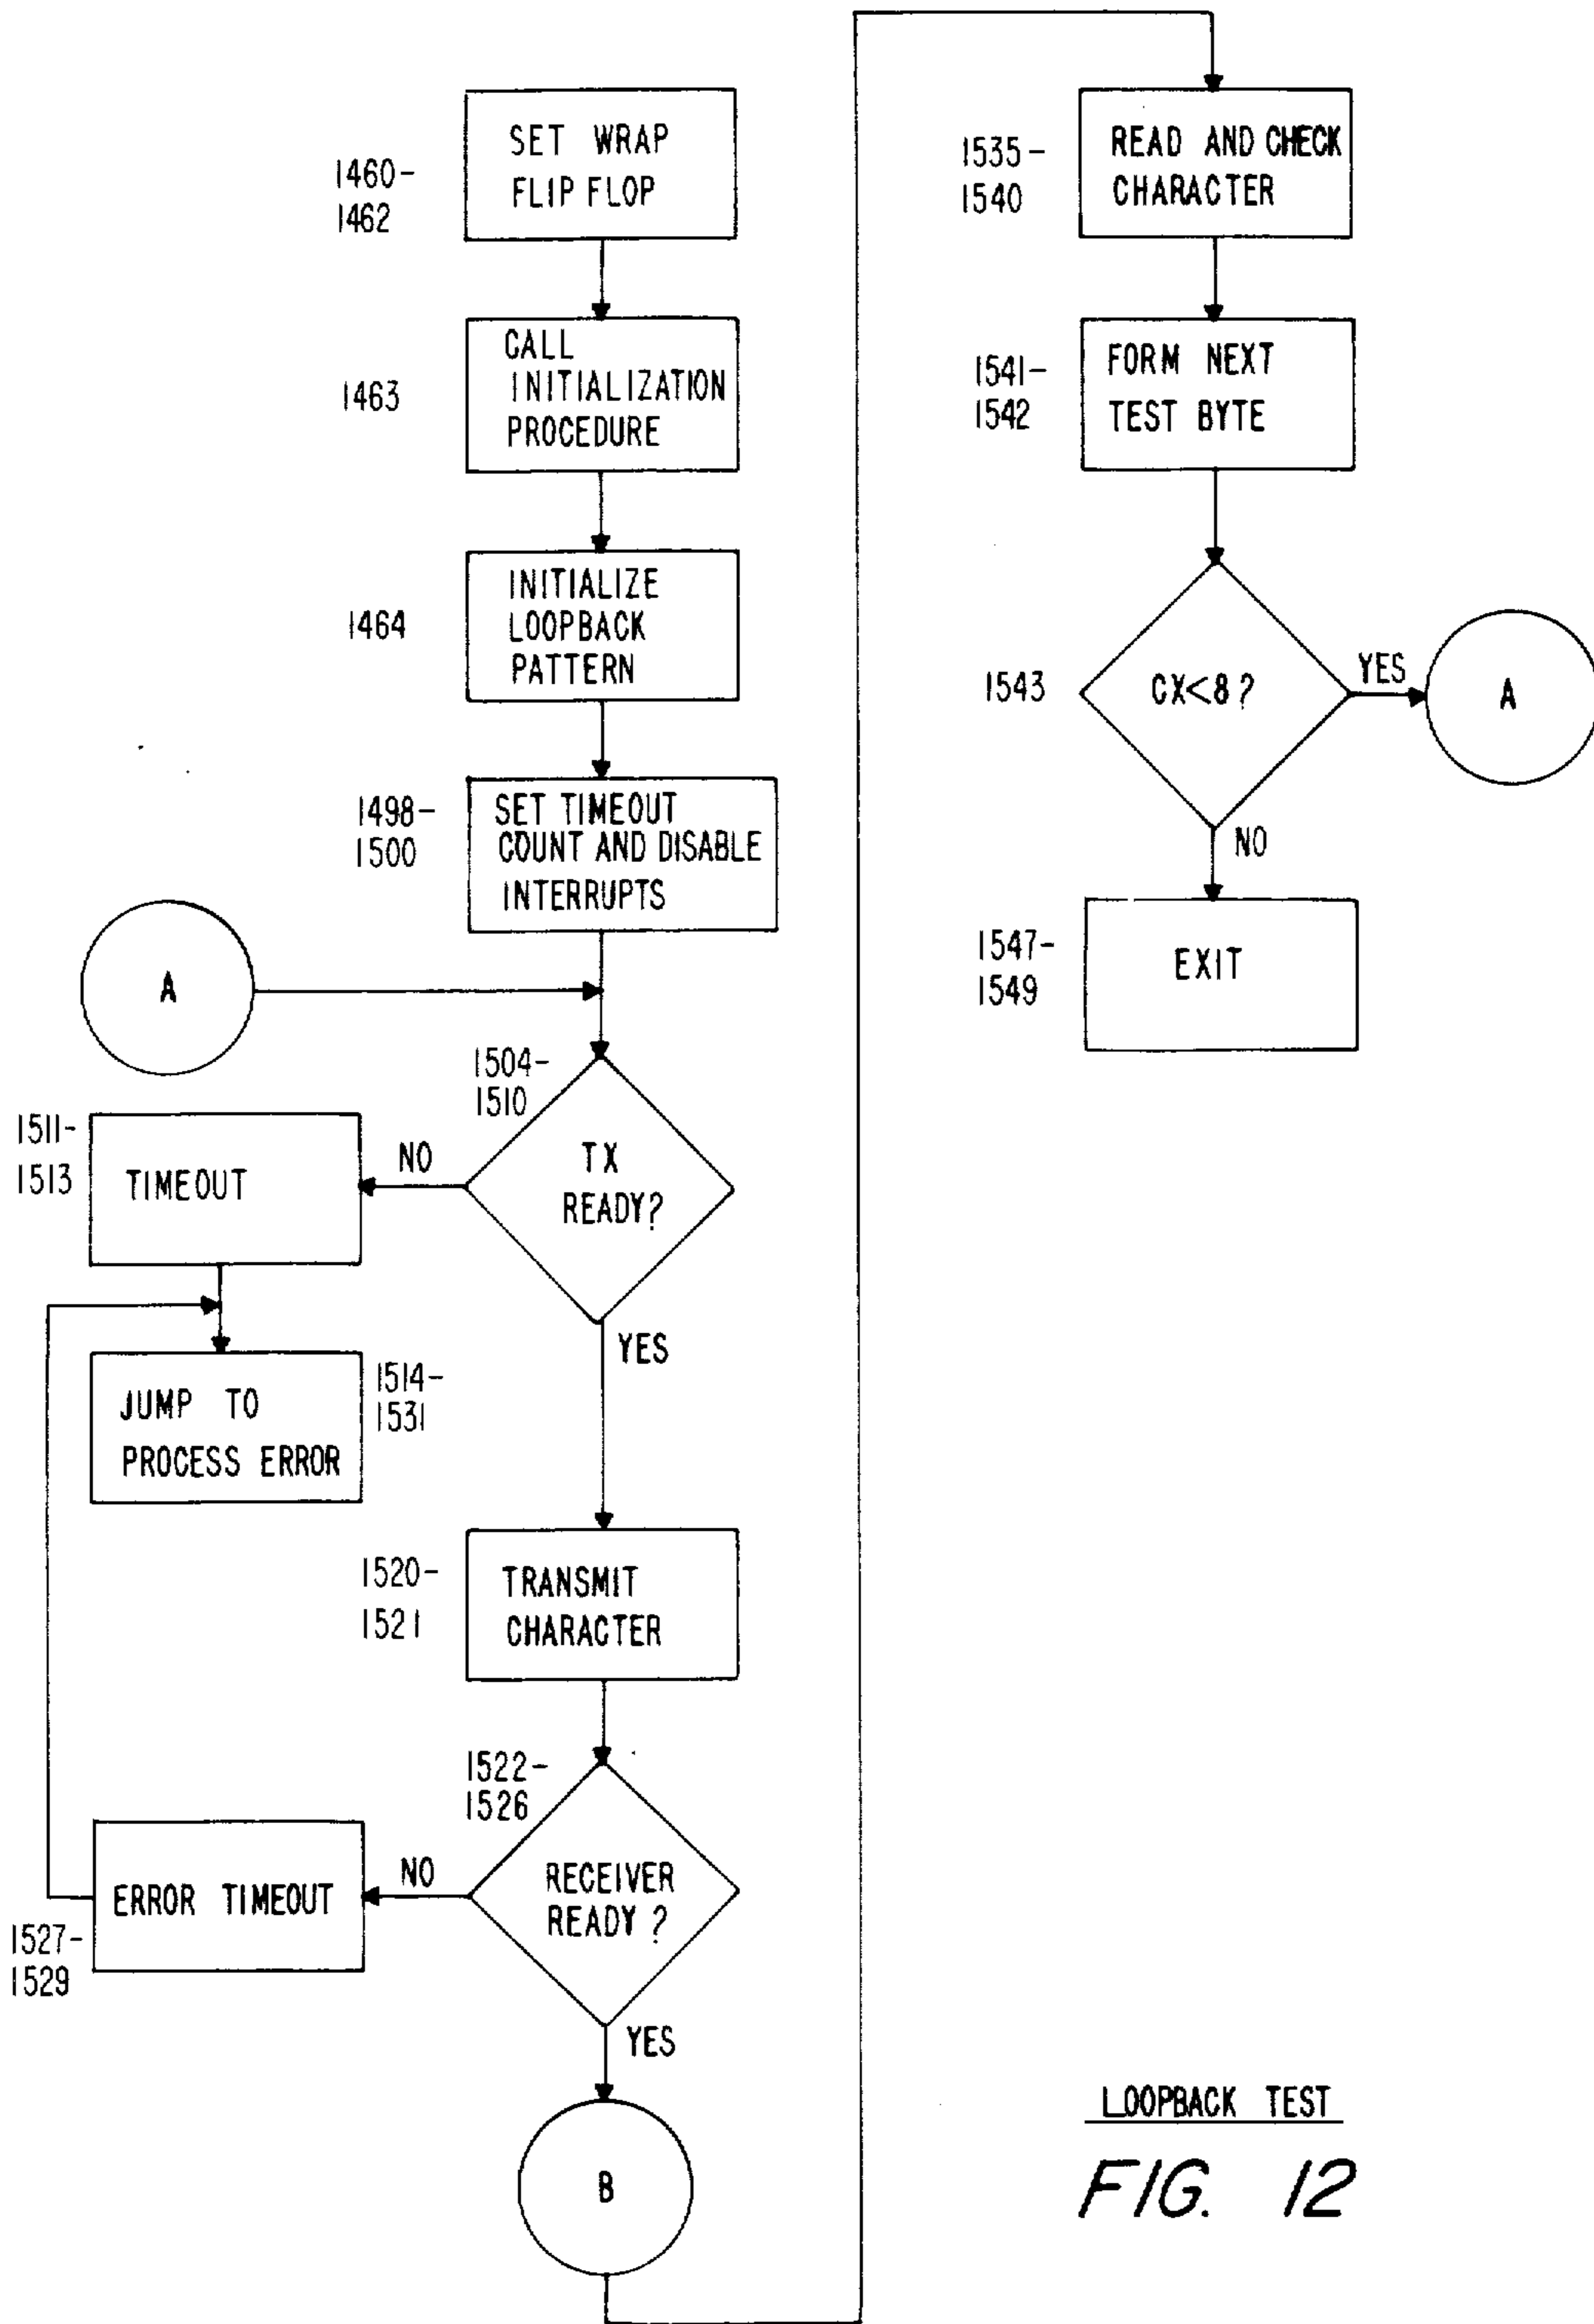 1460-
1462
SET WRAP
FLIP FLOP
1463
CALL
INITIALIZATION
PROCEDURE
1464
INITIALIZE
LOOPBACK
PATTERN
1498-
1500
SET TIMEOUT
COUNT AND DISABLE
INTERRUPTS
A
1504-
1510
TX
READY?
NO
1511-
1513
TIMEOUT
JUMP TO
PROCESS ERROR
1514-
1531
YES
1520-
1521
TRANSMIT
CHARACTER
1522-
1526
RECEIVER
READY?
NO
ERROR TIMEOUT
1527-
1529
YES
B
1535-
1540
READ AND CHECK
CHARACTER
1541-
1542
FORM NEXT
TEST BYTE
1543
CX<8?
YES
A
NO
1547-
1549
EXIT
LOOPBACK TEST
FIG. 12